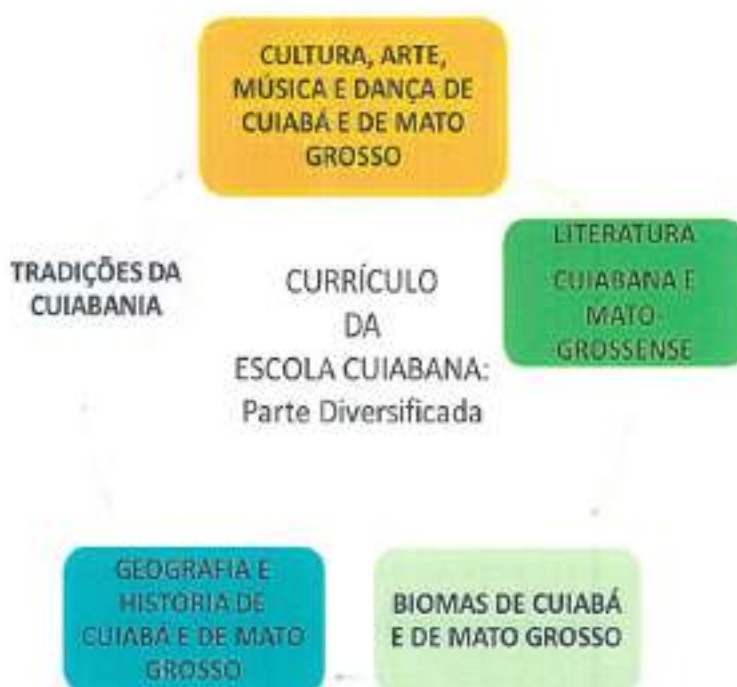 CULTURA, ARTE,
MÚSICA E DANÇA DE
CUIABÁ E DE MATO
GROSSO
LITERATURA
CUIABANA E
MATO-
GROSSENSE
TRADIÇÕES DA
CUIABANIA
CURRÍCULO
DA
ESCOLA CUIABANA:
Parte Diversificada
GEOGRAFIA E
HISTÓRIA DE
CUIABÁ E DE MATO
GROSSO
BIOMAS DE CUIABÁ
E DE MATO GROSSO